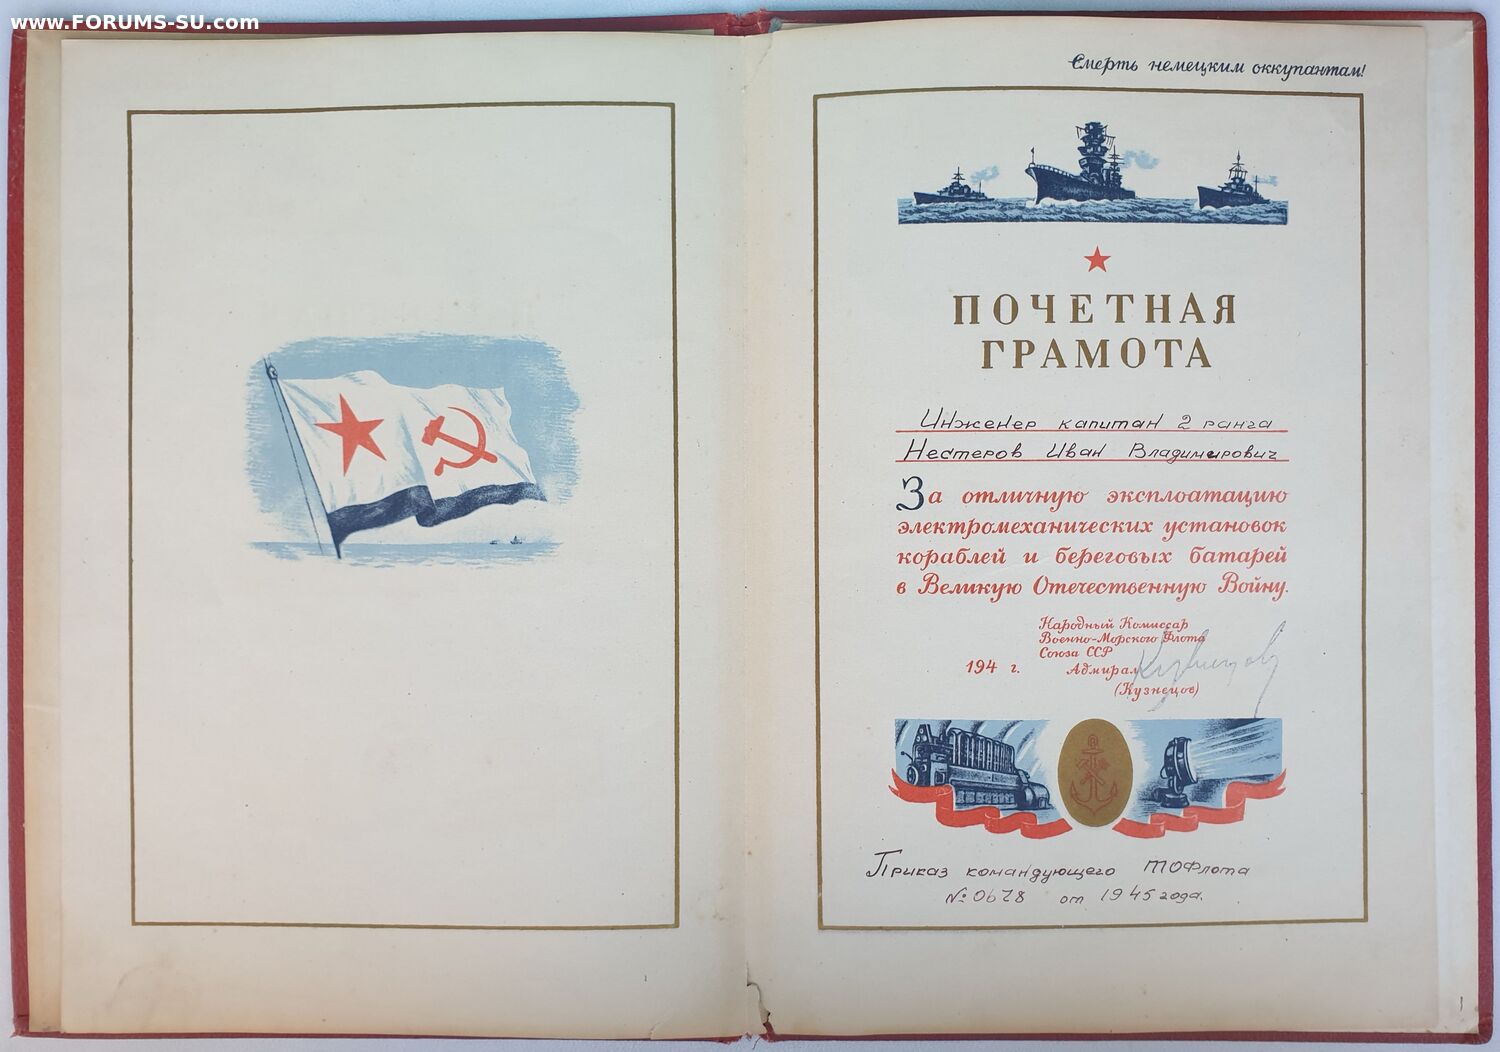 www.FORUMS-SU.com
Смерть немецким оккупантам!
ПОЧЕТНАЯ
ГРАМОТА
Инженер капитан 2 ранга
Нестеров Иван Владимирович
За отличную эксплоатацию
электромеханических установок
кораблей и береговых батарей
в Великую Отечественную Войну.
Народный Комиссар
Военно-Морского Флота
Союза ССР
194 г. Адмирал
(Кузнецов)
Приказ командующего ТОФлота
№ от 1945 года.